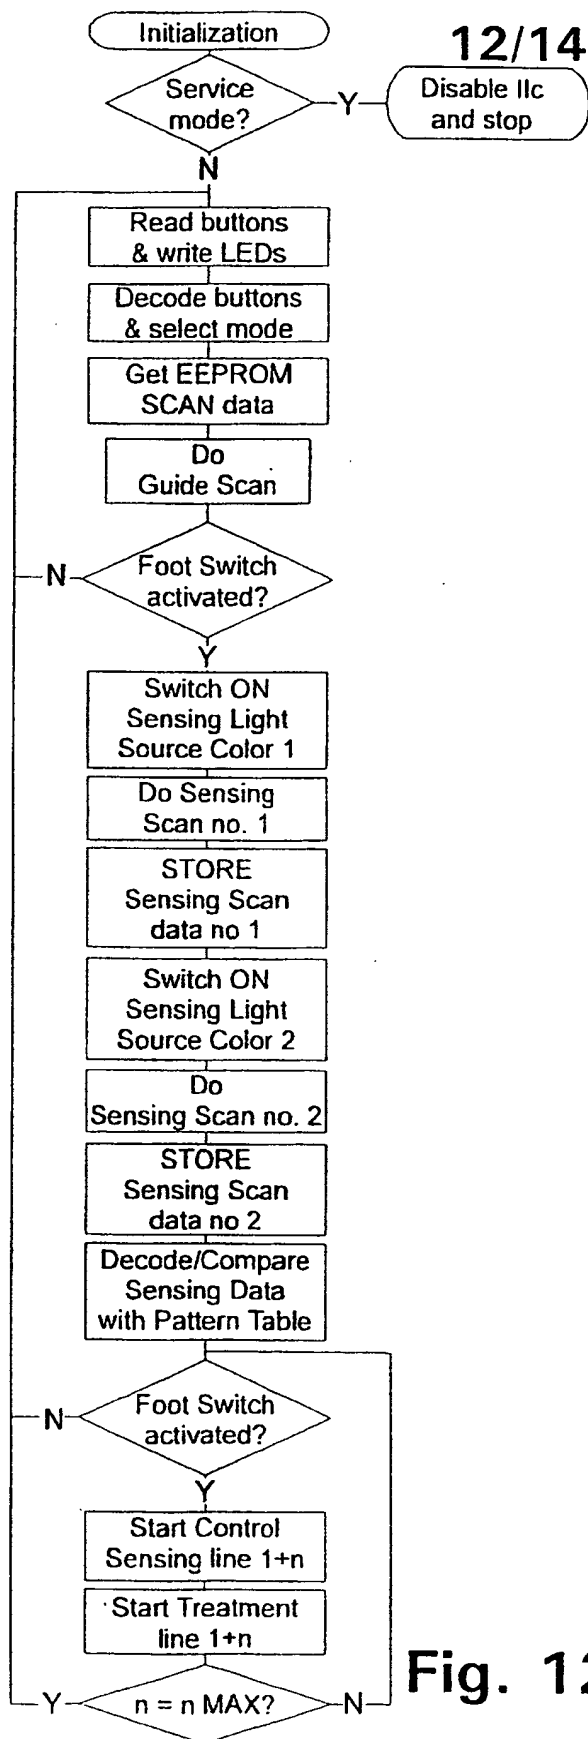 Initialization
12/14
Service
mode?
Y
Disable IIc
and stop
N
Read buttons
& write LEDs
Decode buttons
& select mode
Get EEPROM
SCAN data
Do
Guide Scan
Foot Switch
activated?
N
Y
Switch ON
Sensing Light
Source Color 1
Do Sensing
Scan no. 1
STORE
Sensing Scan
data no 1
Switch ON
Sensing Light
Source Color 2
Do
Sensing Scan no. 2
STORE
Sensing Scan
data no 2
Decode/Compare
Sensing Data
with Pattern Table
Foot Switch
activated?
N
Y
Start Control
Sensing line 1+n
Start Treatment
line 1+n
Y
n = n MAX?
N
Fig. 12